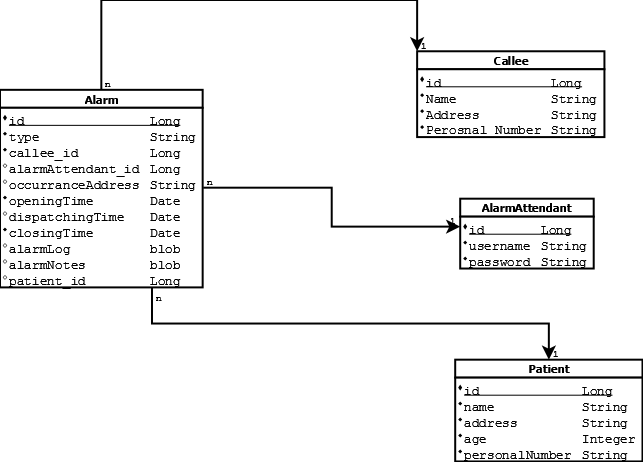 1
Callee
id Long
Name String
Address String
Perosnal Number String
n
Alarm
id Long
type String
callee_id Long
alarmAttendant_id Long
occurranceAddress String
openingTime Date
dispatchingTime Date
closingTime Date
alarmLog blob
alarmNotes blob
patient_id Long
n
1
AlarmAttendant
id Long
username String
password String
n
1
Patient
id Long
name String
address String
age Integer
personalNumber String